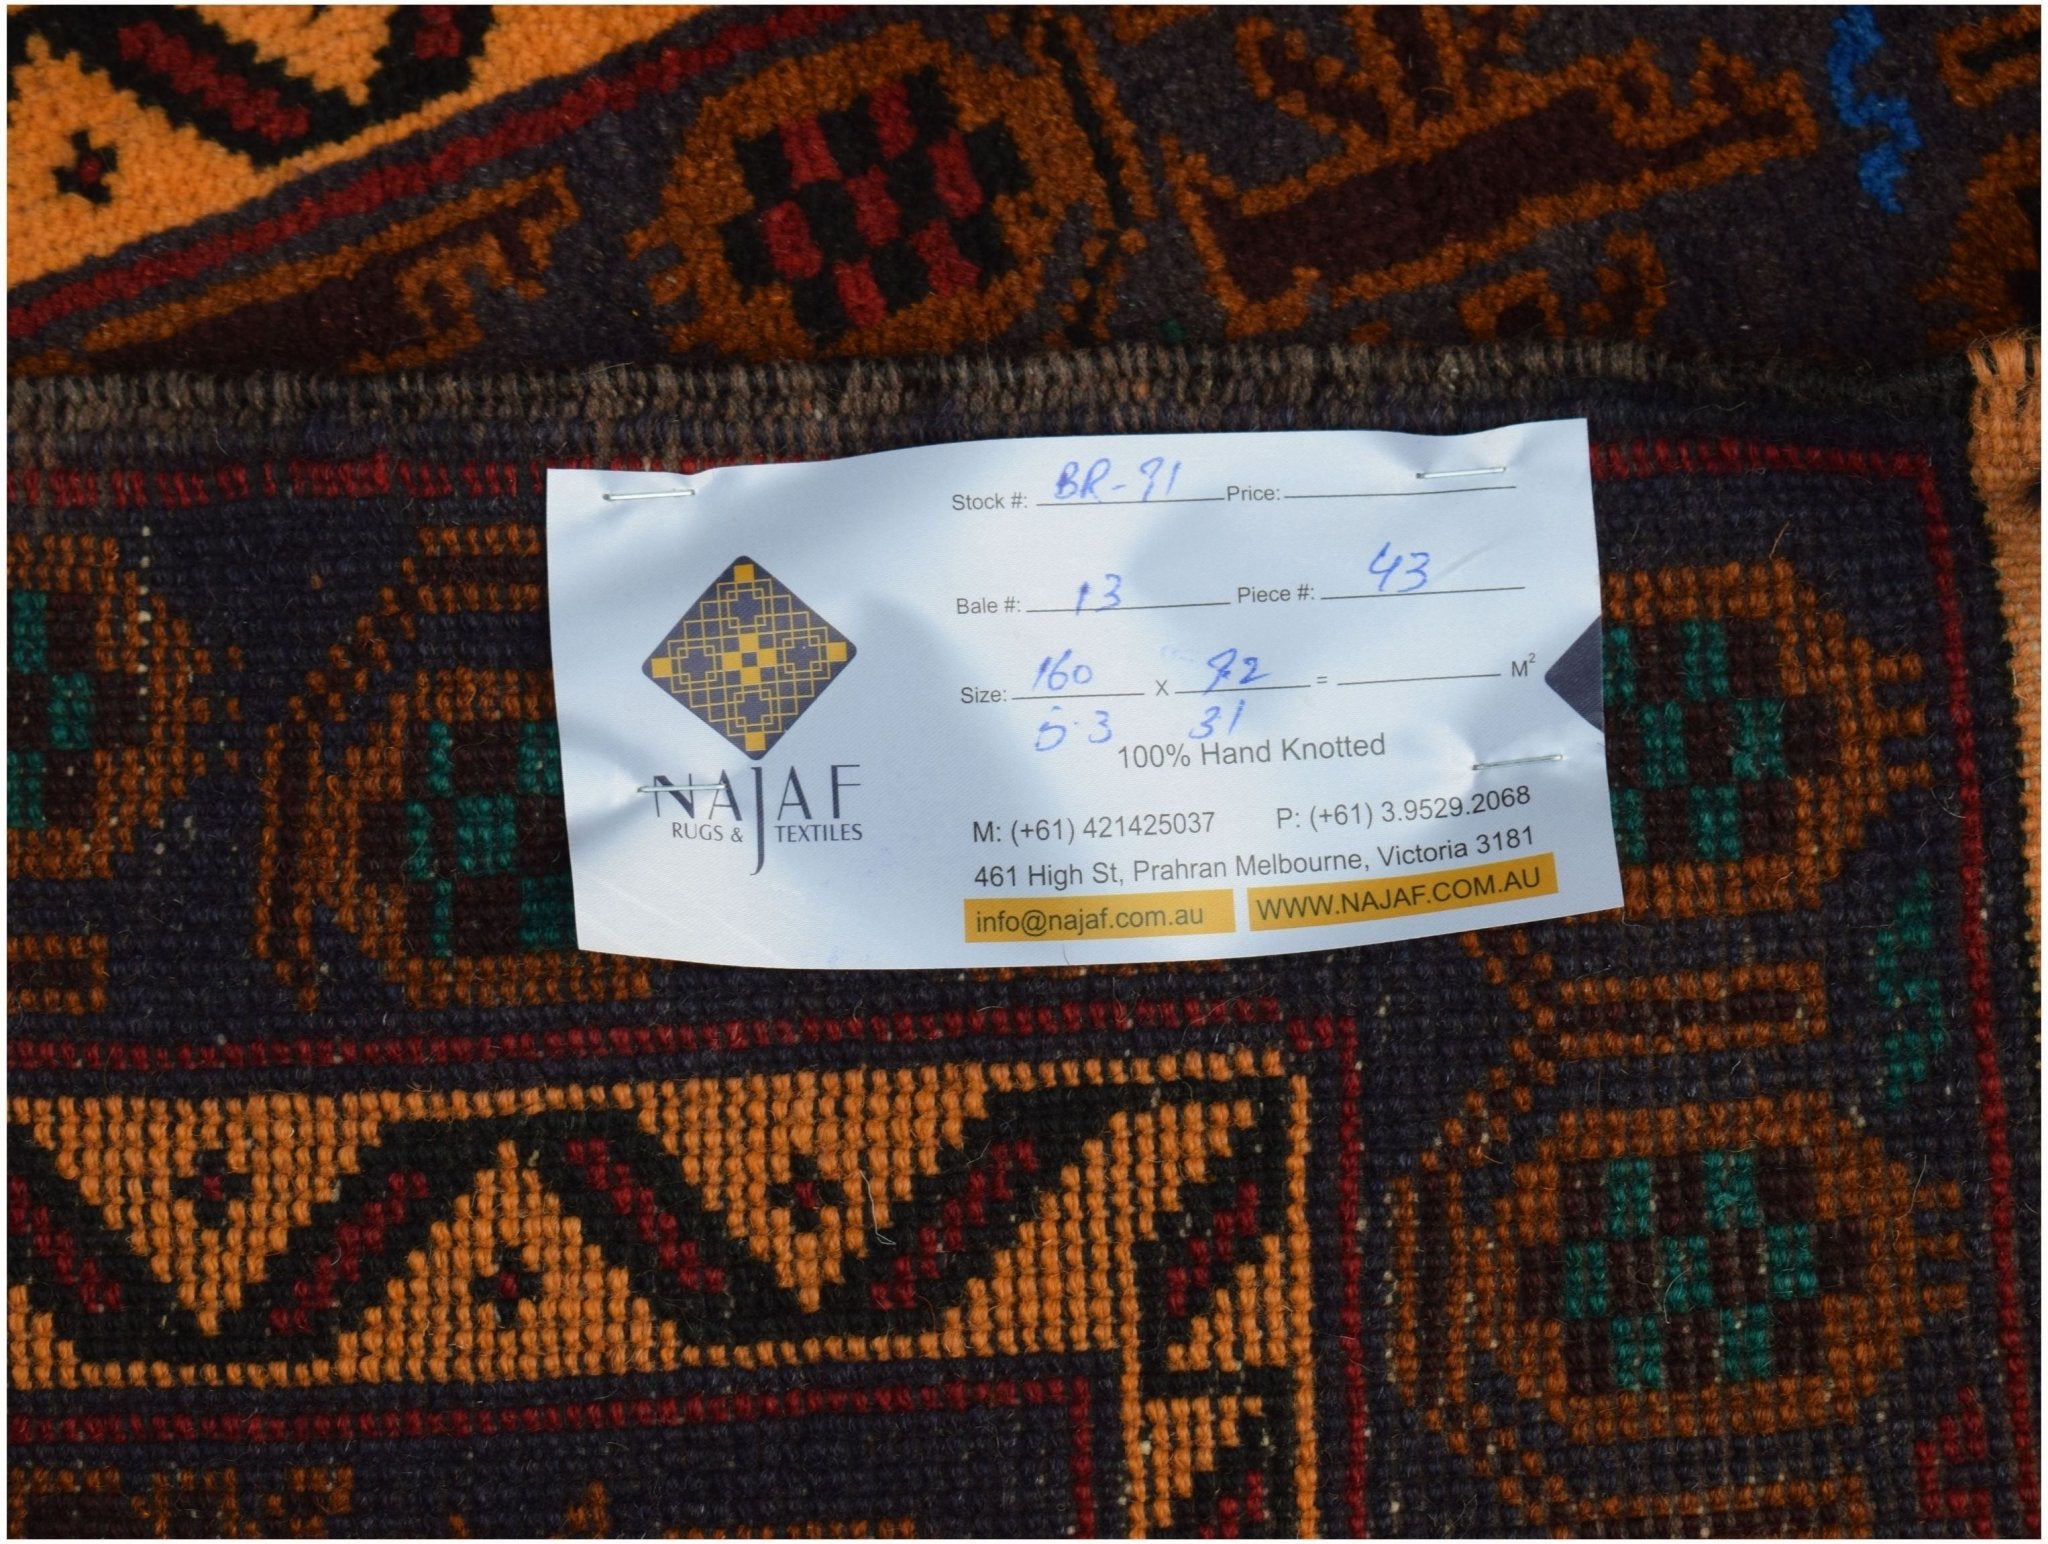 Stock #: BR-91 Price:
Bale #: 13 Piece #: 43
Size: 160 x 92 = M²
5·3 31
100% Hand Knotted
NAJAF
RUGS & TEXTILES
M: (+61) 421425037 P: (+61) 3.9529.2068
461 High St, Prahran Melbourne, Victoria 3181
info@najaf.com.au WWW.NAJAF.COM.AU